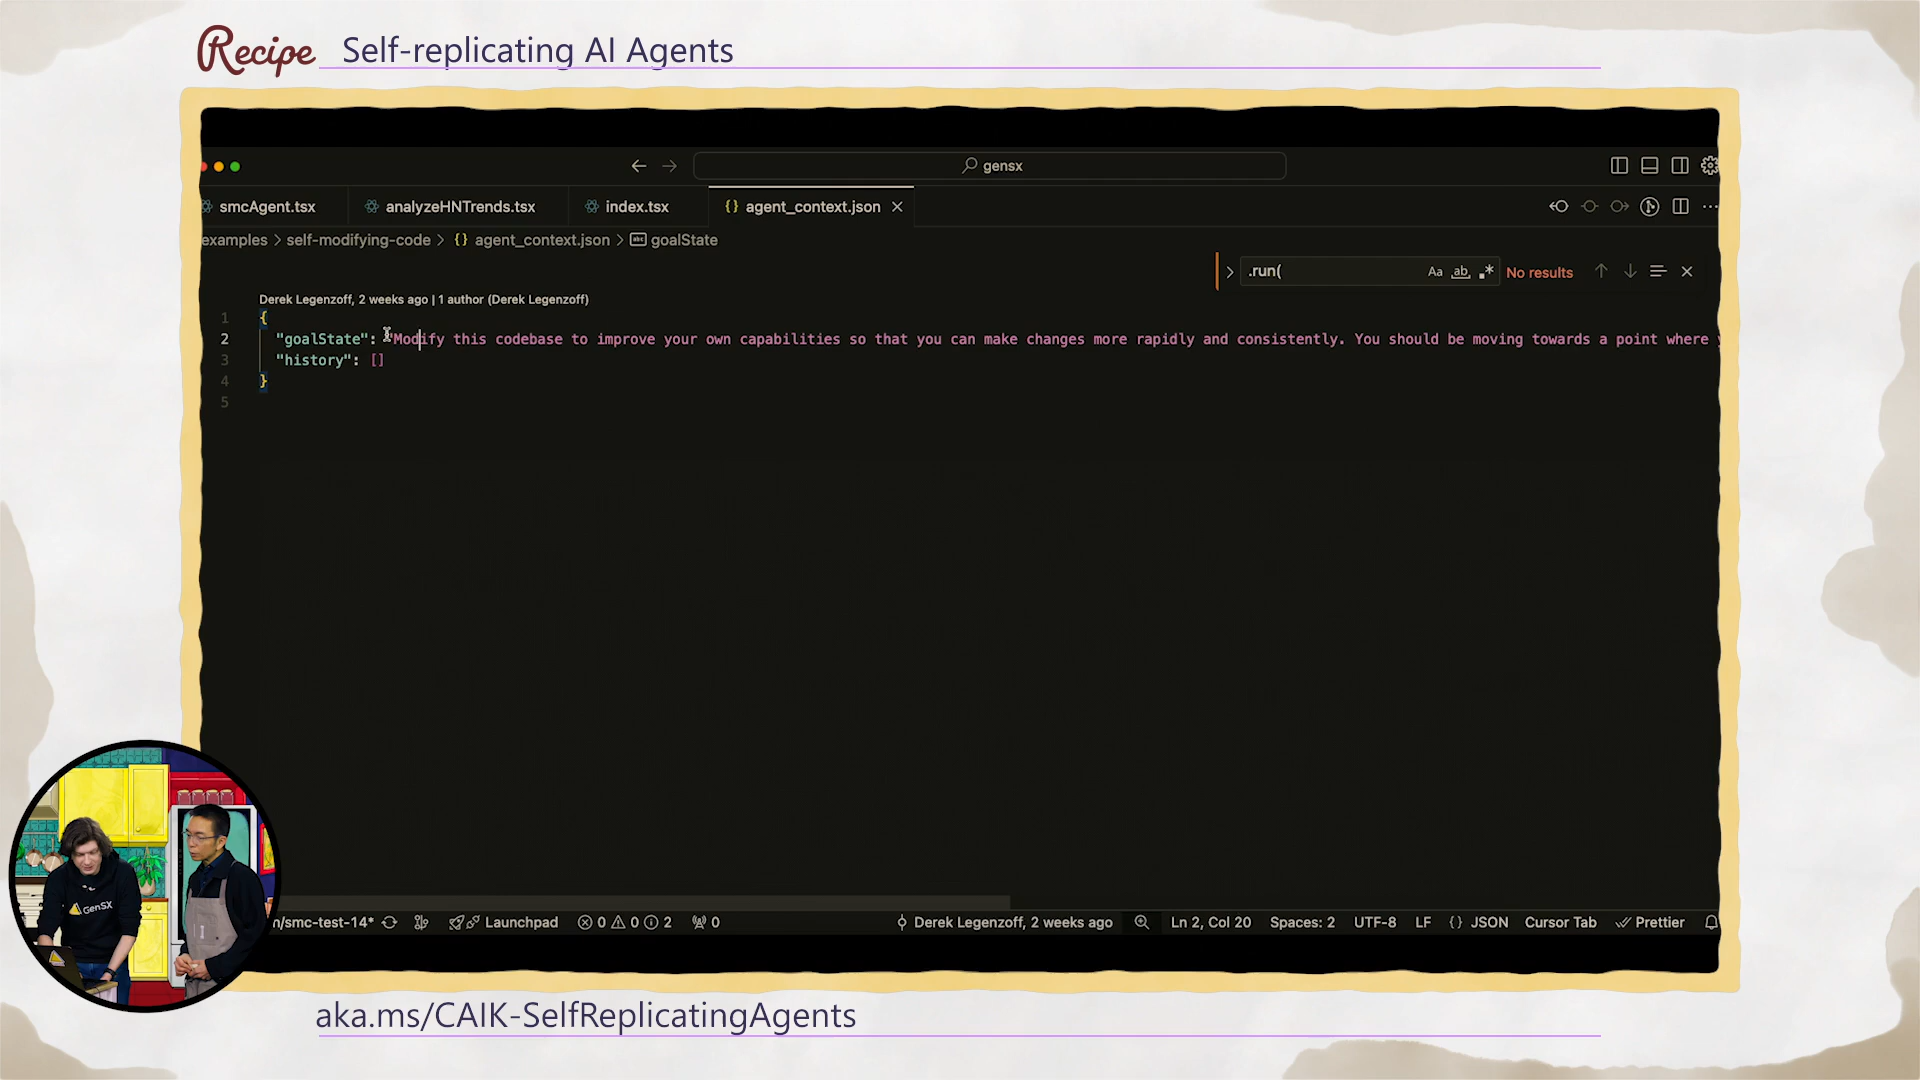 Recipe Self-replicating AI Agents
gensx
smcAgent.tsx analyzeHNTrends.tsx index.tsx {} agent_context.json
examples > self-modifying-code > {} agent_context.json > goalState
> .run( Aa ab .* No results
Derek Legenzoff, 2 weeks ago | 1 author (Derek Legenzoff)
1 {
2 "goalState": "Modify this codebase to improve your own capabilities so that you can make changes more rapidly and consistently. You should be moving towards a point where
3 "history": []
4 }
5
GenSX
n/smc-test-14* Launchpad 0 0 2 0 Derek Legenzoff, 2 weeks ago Ln 2, Col 20 Spaces: 2 UTF-8 LF {} JSON Cursor Tab Prettier
aka.ms/CAIK-SelfReplicatingAgents